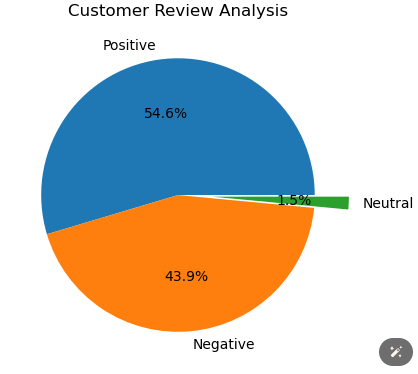 Customer Review Analysis
Positive
54.6%
1.5%
Neutral
43.9%
Negative